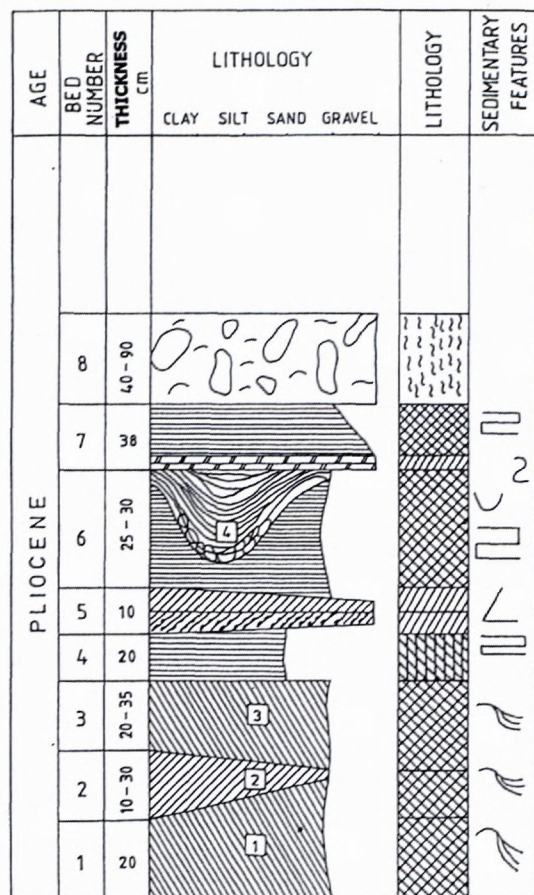 AGE
BED NUMBER
THICKNESS cm
LITHOLOGY
CLAY SILT SAND GRAVEL
LITHOLOGY
SEDIMENTARY FEATURES
PLIOCENE
8 40-90
7 38
6 25-30 4
5 10
4 20
3 20-35 3
2 10-30 2
1 20 1